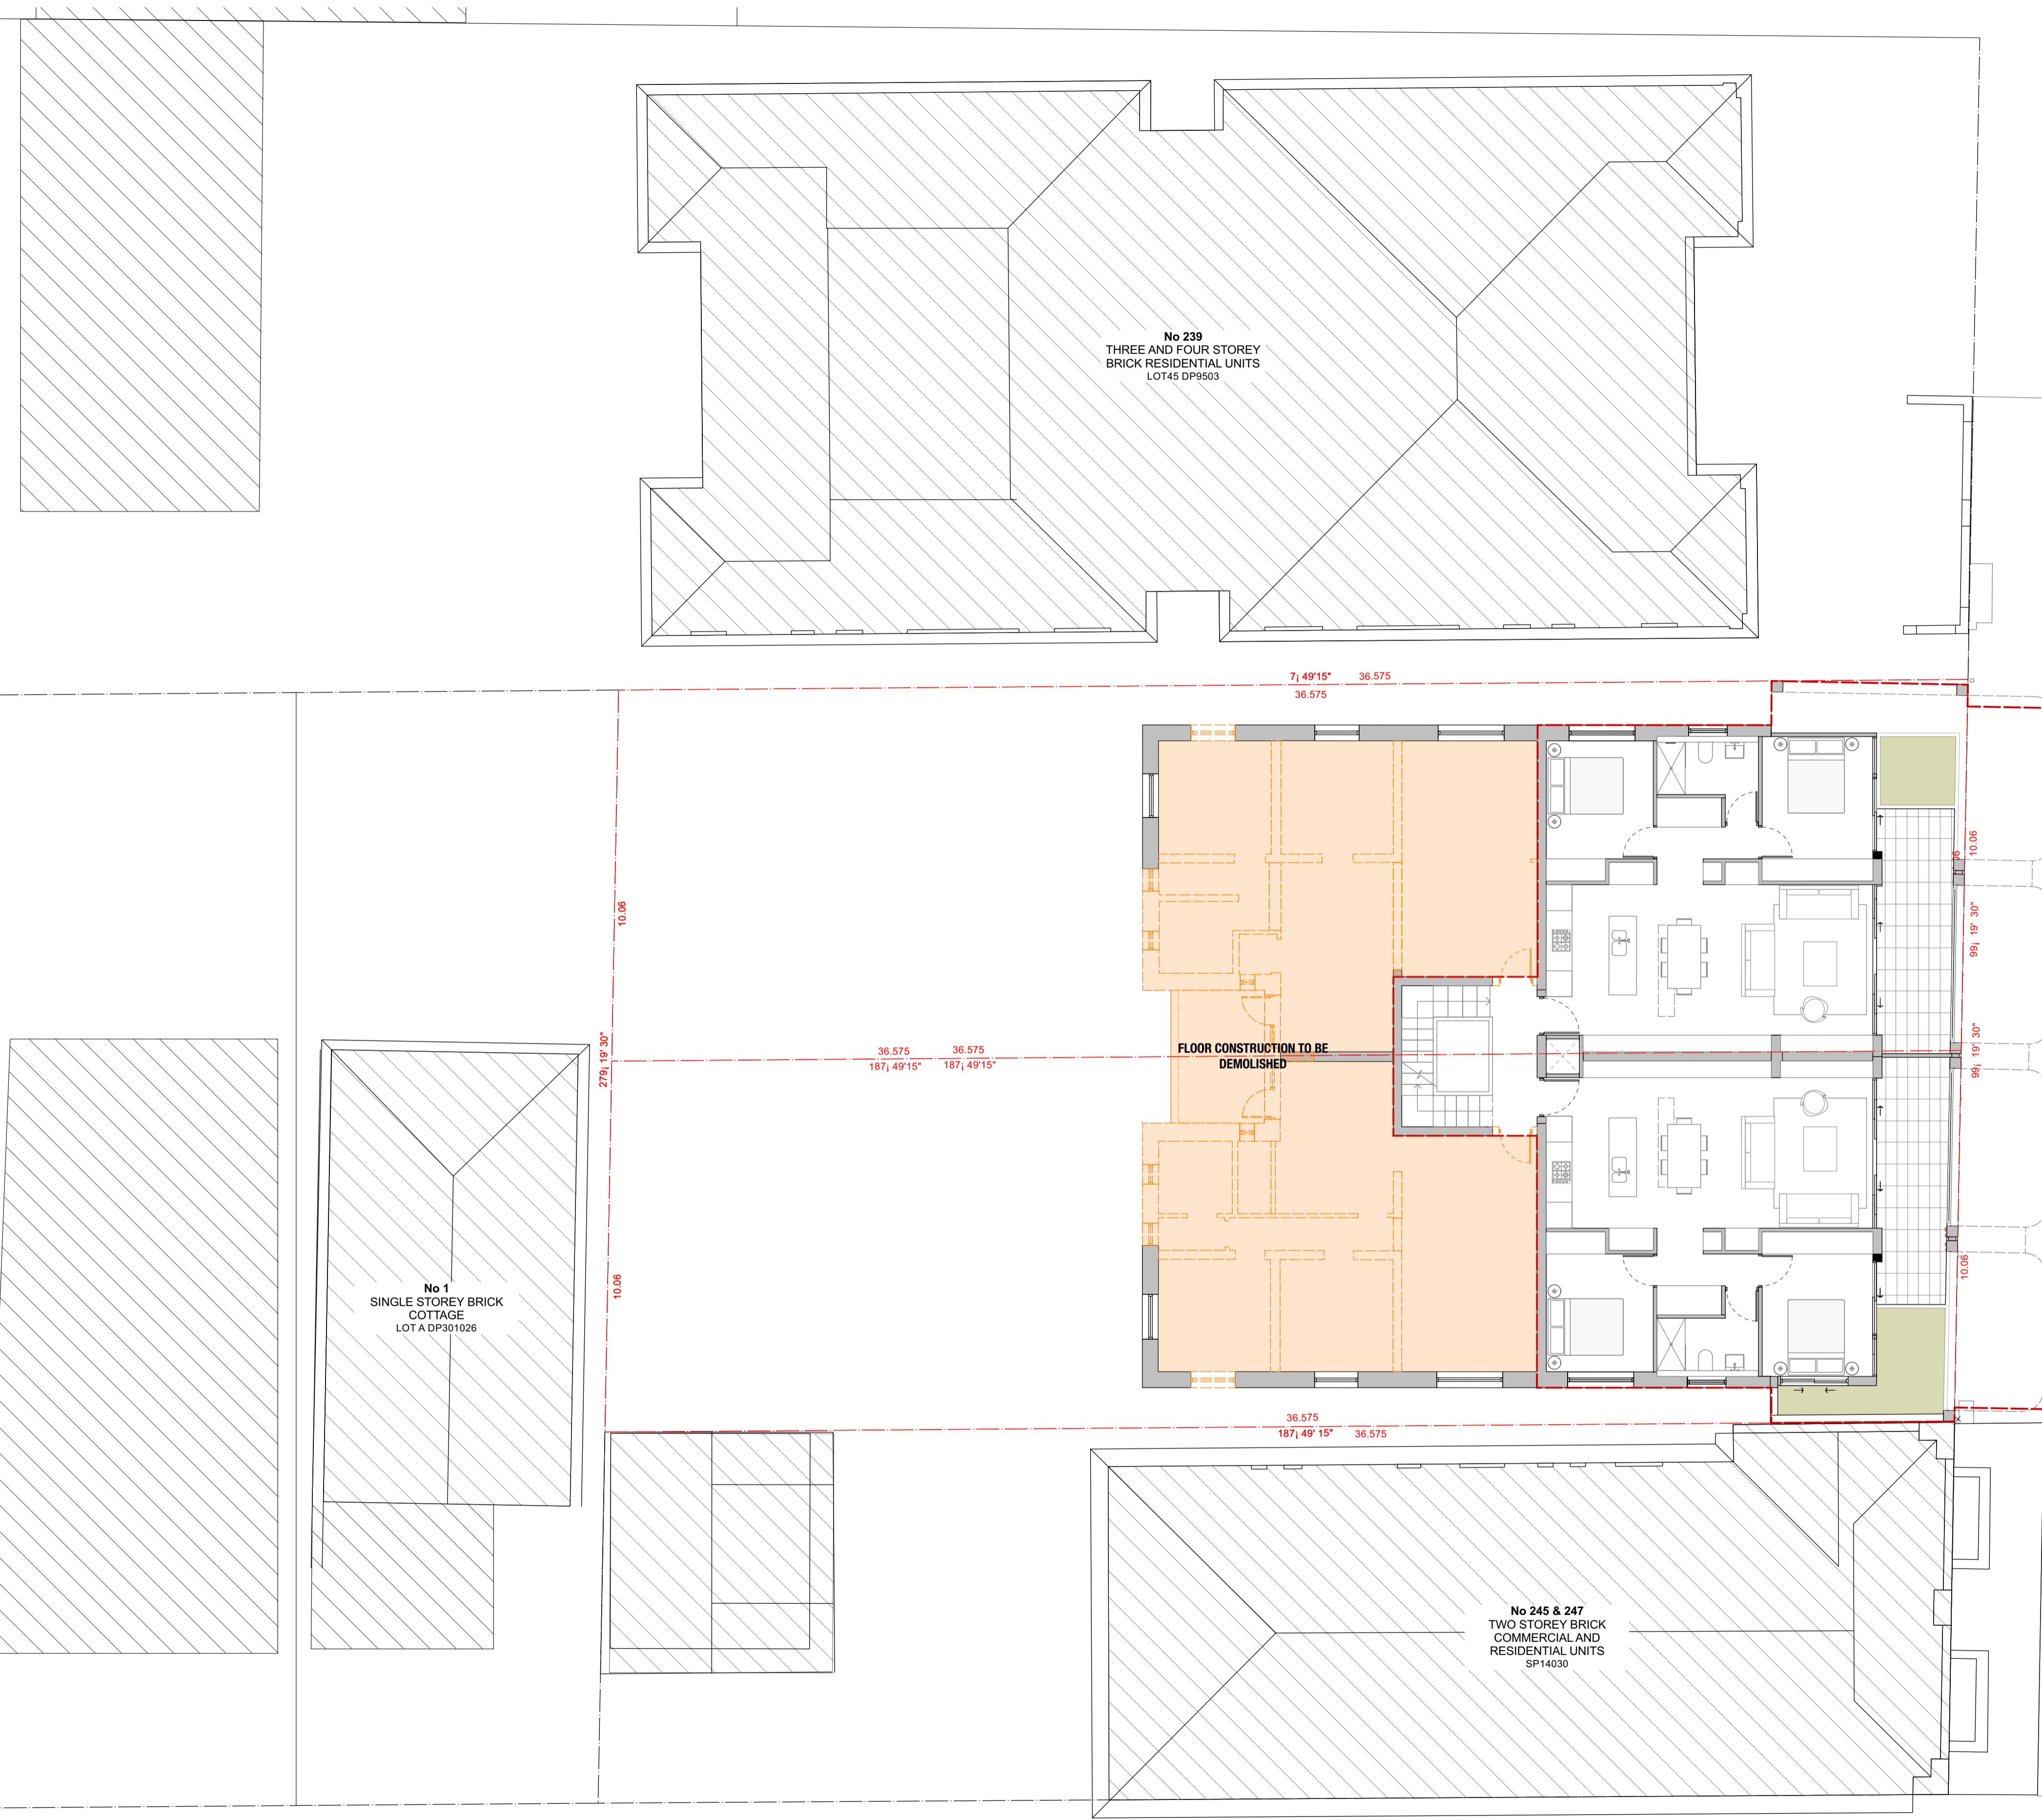 No 239
THREE AND FOUR STOREY
BRICK RESIDENTIAL UNITS
LOT45 DP9503
7¡ 49'15" 36.575
36.575
10.06
10.06
99¡ 19' 30"
279¡ 19' 30"
36.575 36.575
187¡ 49'15" 187¡ 49'15"
FLOOR CONSTRUCTION TO BE
DEMOLISHED
99¡ 19' 30"
10.06
10.06
No 1
SINGLE STOREY BRICK
COTTAGE
LOT A DP301026
36.575
187¡ 49' 15" 36.575
No 245 & 247
TWO STOREY BRICK
COMMERCIAL AND
RESIDENTIAL UNITS
SP14030